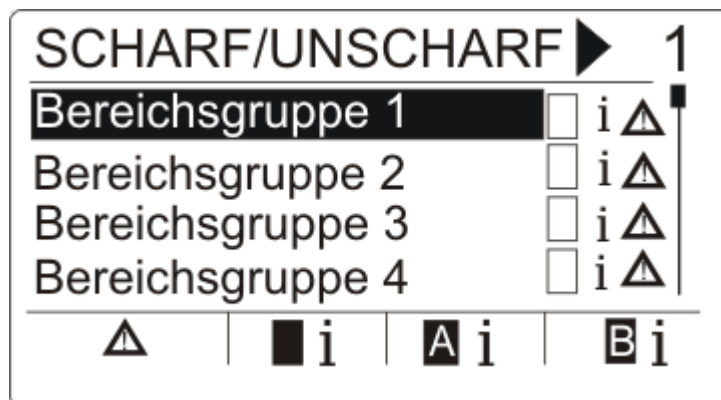 SCHARF/UNSCHARF 1
Bereichsgruppe 1 i
Bereichsgruppe 2 i
Bereichsgruppe 3 i
Bereichsgruppe 4 i
i A i B i